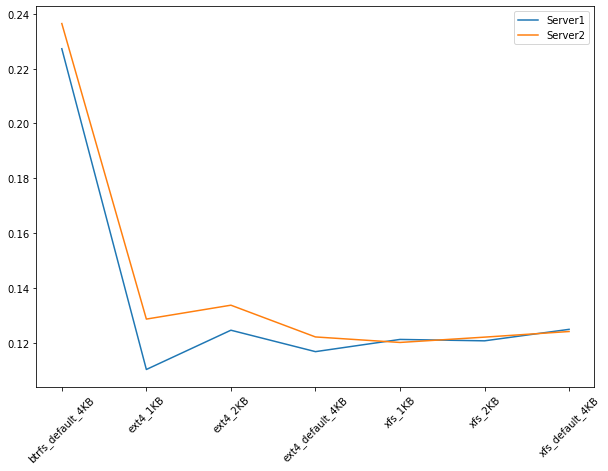 0.24
0.22
0.20
0.18
0.16
0.14
0.12
Server1
Server2
btrfs_default_4KB
ext4_1KB
ext4_2KB
ext4_default_4KB
xfs_1KB
xfs_2KB
xfs_default_4KB